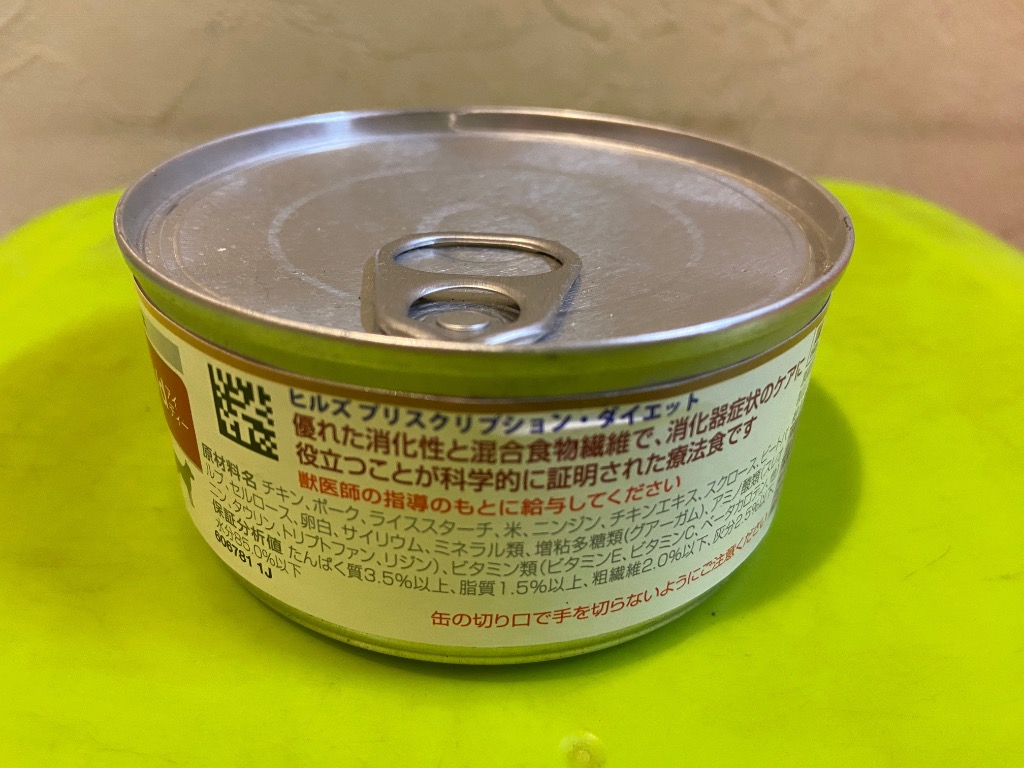 ヒルズ プリスクリプション・ダイエット
優れた消化性と混合食物繊維で、消化器症状のケアに
役立つことが科学的に証明された療法食です
獣医師の指導のもとに給与してください
原材料名 チキン、ポーク、ライススターチ、米、ニンジン、チキンエキス、スクロース、ビートパ
ルプ、セルロース、卵白、サイリウム、ミネラル類、増粘多糖類(グアーガム)、アミノ酸類(
ニン、タウリン、トリプトファン、リジン)、ビタミン類(ビタミンE、ビタミンC、ベータカロテン、
保証分析値 たんぱく質3.5%以上、脂質1.5%以上、粗繊維2.0%以下、灰分2.5%以
水分85.0%以下
606781 1J
缶の切り口で手を切らないようにご注意ください